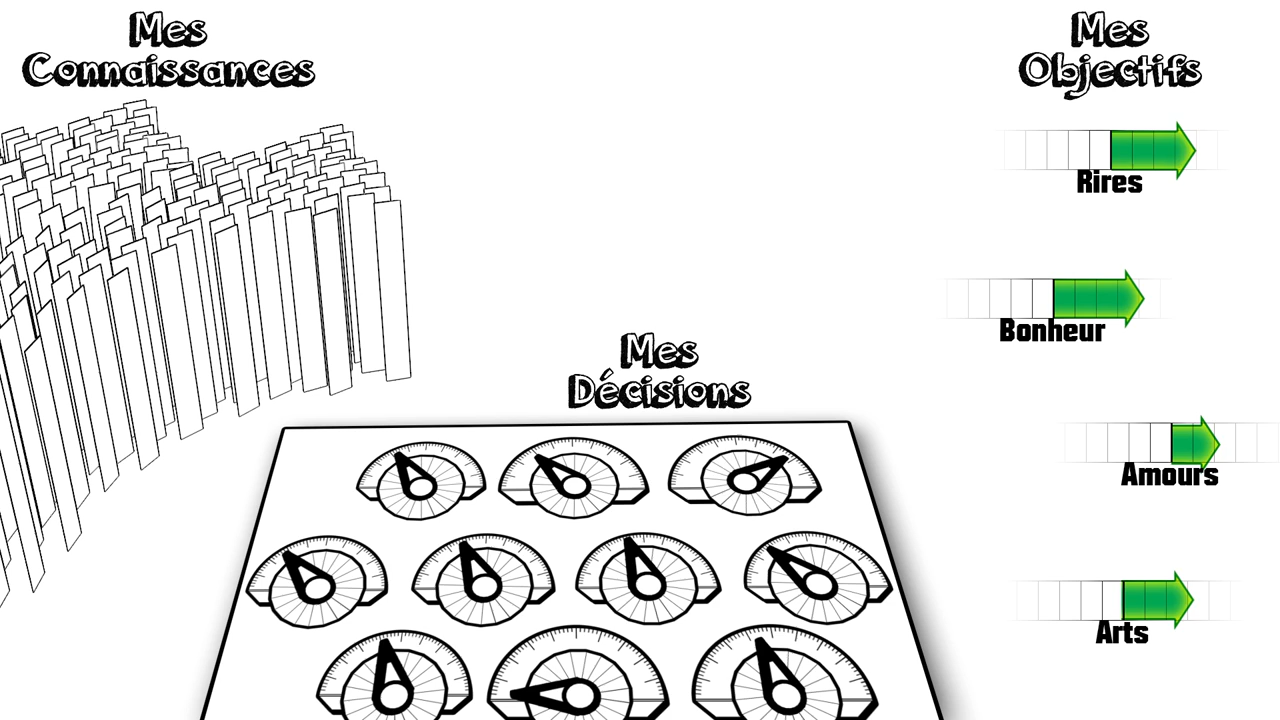 Mes
Connaissances
Mes
Objectifs
Rires
Bonheur
Mes
Décisions
Amours
Arts